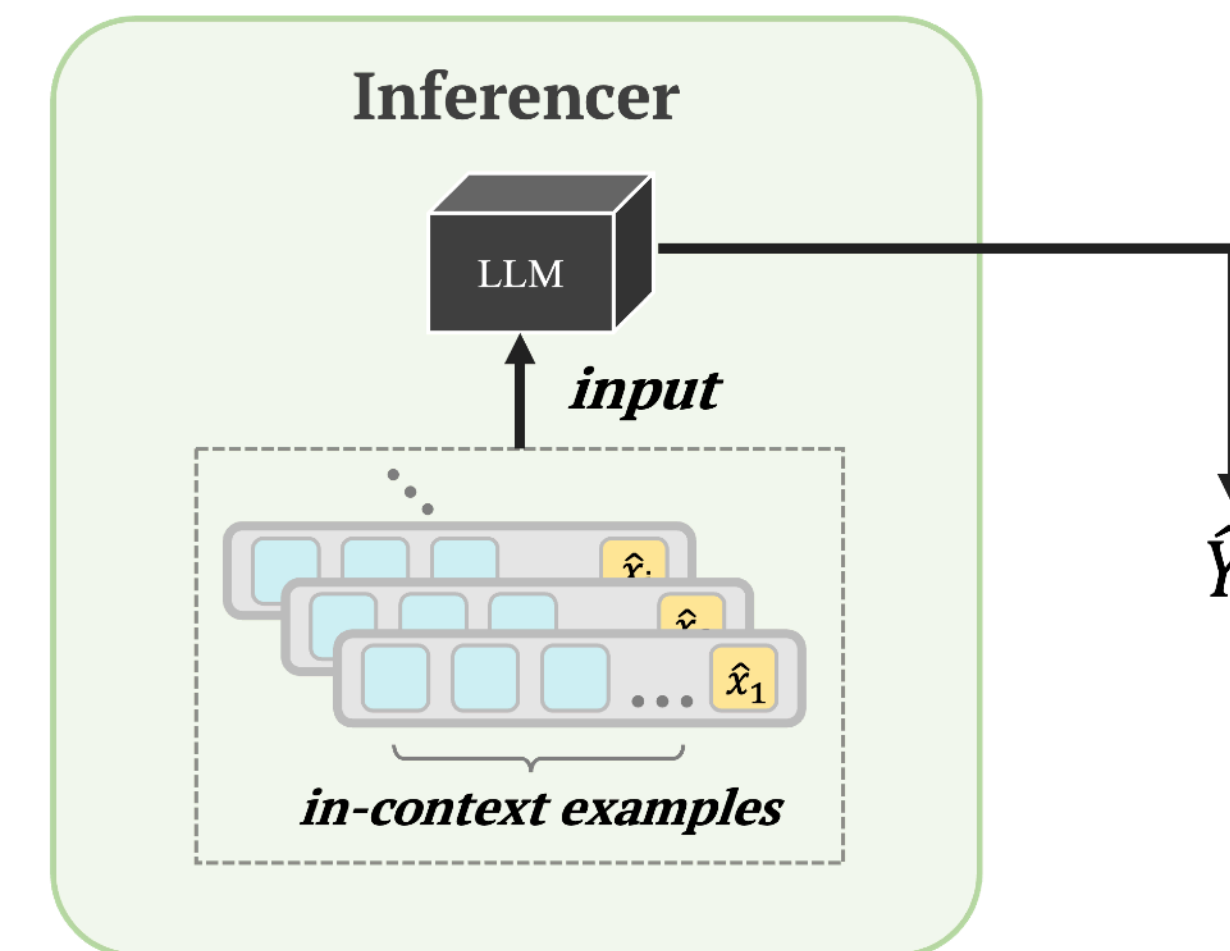 Inferencer
LLM
input
x̂₁
in-context examples